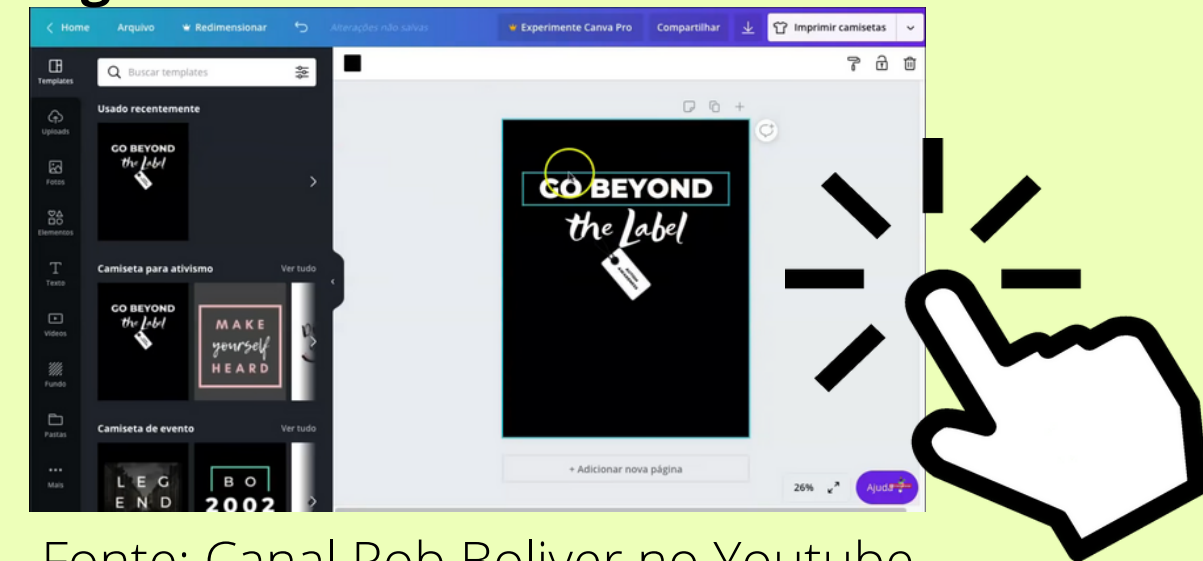 Home Arquivo Redimensionar Alterações não salvas Experimente Canva Pro Compartilhar Imprimir camisetas
Templates
Uploads
Fotos
Elementos
Texto
Vídeos
Fundo
Pastas
Mais
Buscar templates
Usado recentemente
GO BEYOND
the Label
Camiseta para ativismo Ver tudo
GO BEYOND
the Label
MAKE
yourself
HEARD
Camiseta de evento Ver tudo
LEG
END
BO
2002
GO BEYOND
the Label
+ Adicionar nova página
26% Ajuda
Fonte: Canal Rob Boliver no Youtube